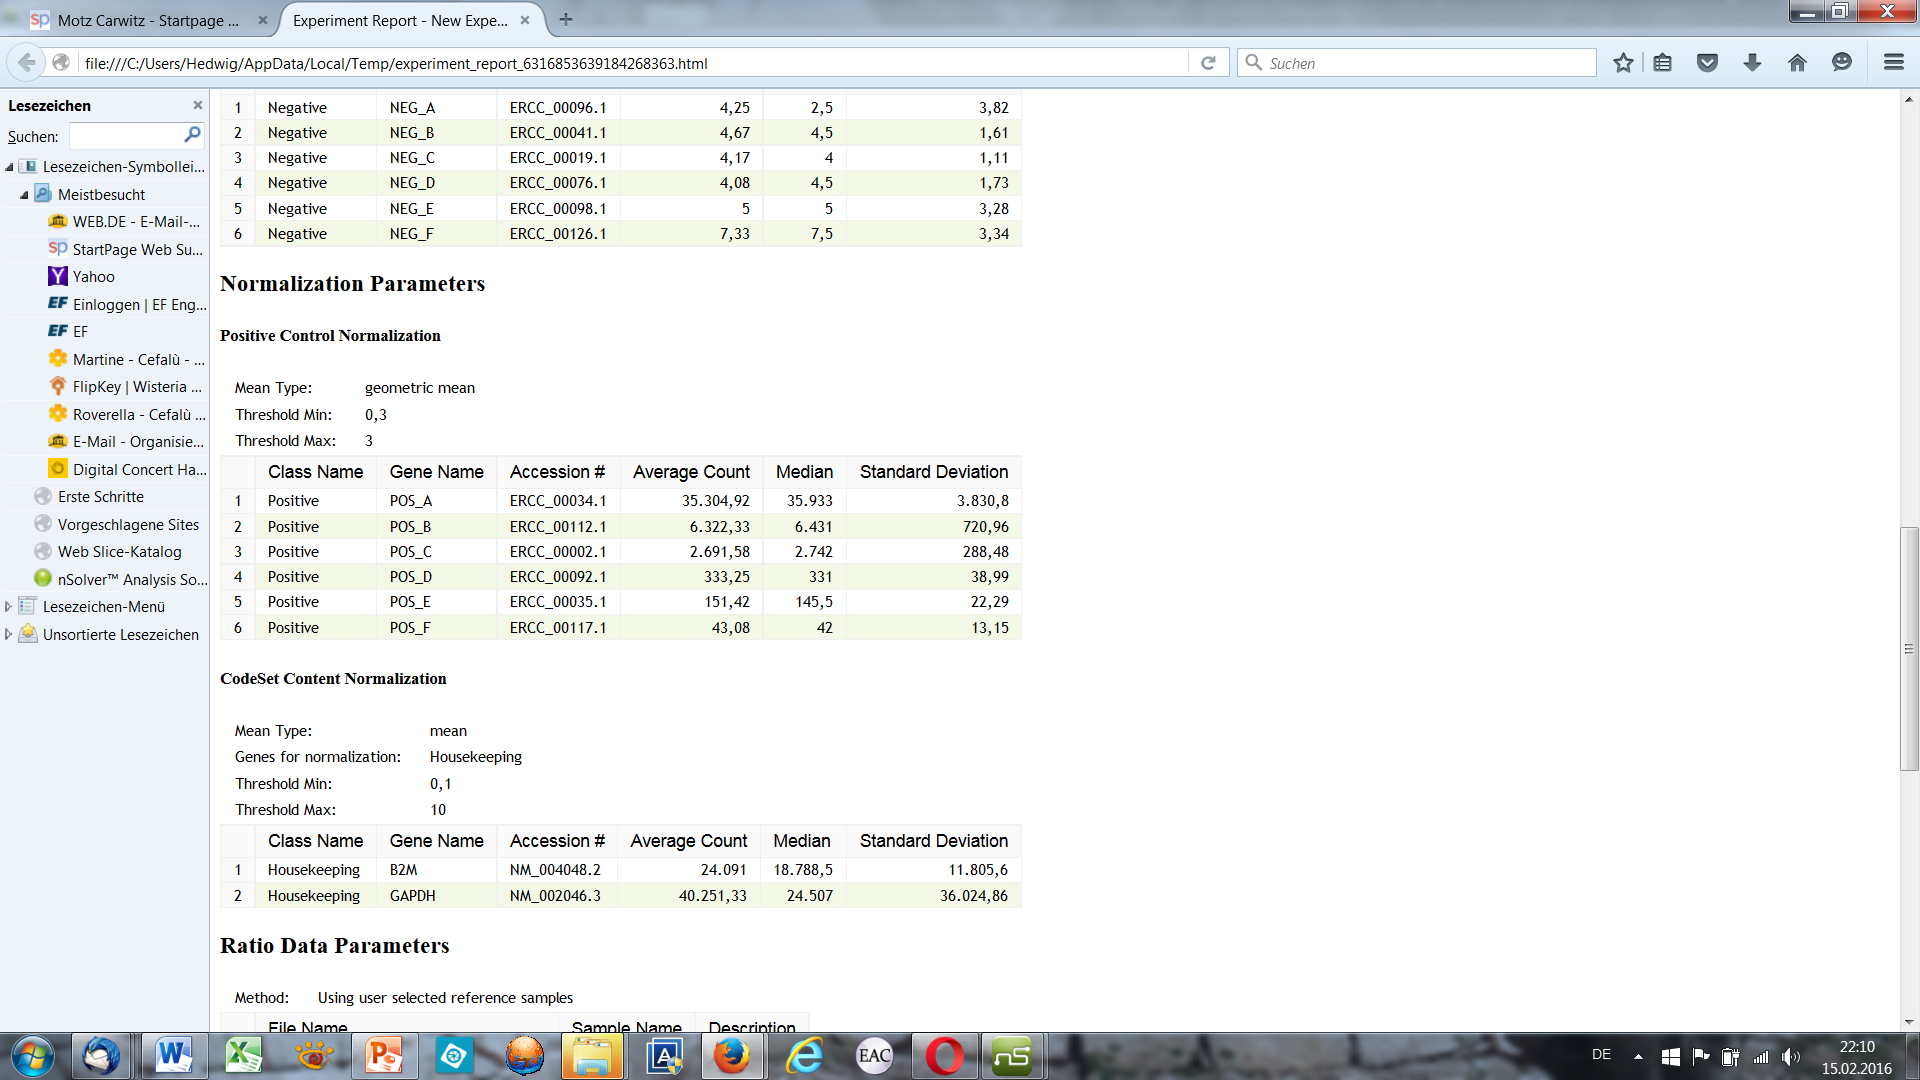 Motz Carwitz - Startpage ...
Experiment Report - New Expe...
file:///C:/Users/Hedwig/AppData/Local/Temp/experiment_report_6316853639184268363.html
Suchen
Lesezeichen
Suchen:
Lesezeichen-Symbollei...
Meistbesucht
WEB.DE - E-Mail-...
StartPage Web Su...
Yahoo
Einloggen | EF Eng...
EF
Martine - Cefalù - ...
FlipKey | Wisteria ...
Roverella - Cefalù ...
E-Mail - Organisie...
Digital Concert Ha...
Erste Schritte
Vorgeschlagene Sites
Web Slice-Katalog
nSolver™ Analysis So...
Lesezeichen-Menü
Unsortierte Lesezeichen
1 Negative NEG_A ERCC_00096.1 4,25 2,5 3,82
2 Negative NEG_B ERCC_00041.1 4,67 4,5 1,61
3 Negative NEG_C ERCC_00019.1 4,17 4 1,11
4 Negative NEG_D ERCC_00076.1 4,08 4,5 1,73
5 Negative NEG_E ERCC_00098.1 5 5 3,28
6 Negative NEG_F ERCC_00126.1 7,33 7,5 3,34
Normalization Parameters
Positive Control Normalization
Mean Type: geometric mean
Threshold Min: 0,3
Threshold Max: 3
Class Name Gene Name Accession # Average Count Median Standard Deviation
1 Positive POS_A ERCC_00034.1 35.304,92 35.933 3.830,8
2 Positive POS_B ERCC_00112.1 6.322,33 6.431 720,96
3 Positive POS_C ERCC_00002.1 2.691,58 2.742 288,48
4 Positive POS_D ERCC_00092.1 333,25 331 38,99
5 Positive POS_E ERCC_00035.1 151,42 145,5 22,29
6 Positive POS_F ERCC_00117.1 43,08 42 13,15
CodeSet Content Normalization
Mean Type: mean
Genes for normalization: Housekeeping
Threshold Min: 0,1
Threshold Max: 10
Class Name Gene Name Accession # Average Count Median Standard Deviation
1 Housekeeping B2M NM_004048.2 24.091 18.788,5 11.805,6
2 Housekeeping GAPDH NM_002046.3 40.251,33 24.507 36.024,86
Ratio Data Parameters
Method: Using user selected reference samples
File Name Sample Name Description
EAC
DE
22:10
15.02.2016